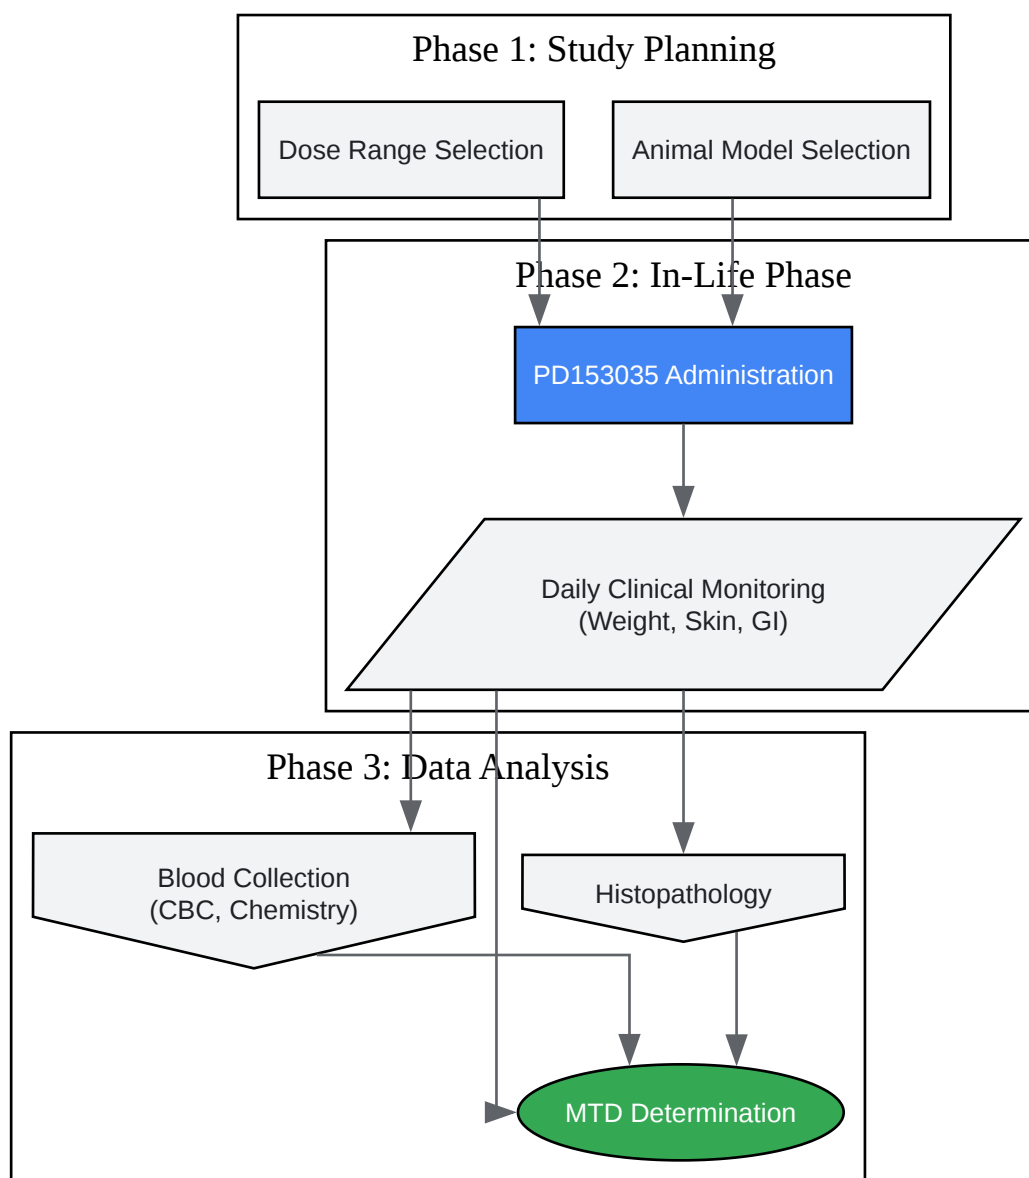 Phase 1: Study Planning
Dose Range Selection
Animal Model Selection
Phase 2: In-Life Phase
PD153035 Administration
Daily Clinical Monitoring
(Weight, Skin, GI)
Phase 3: Data Analysis
Blood Collection
(CBC, Chemistry)
Histopathology
MTD Determination